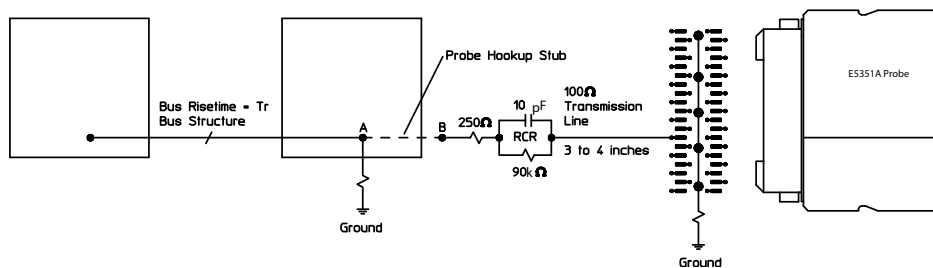 Probe Hookup Stub
E5351A Probe
Bus Risetime = Tr
Bus Structure
A
B
250Ω
10 pF
RCR
90kΩ
100Ω
Transmission
Line
3 to 4 inches
Ground
Ground